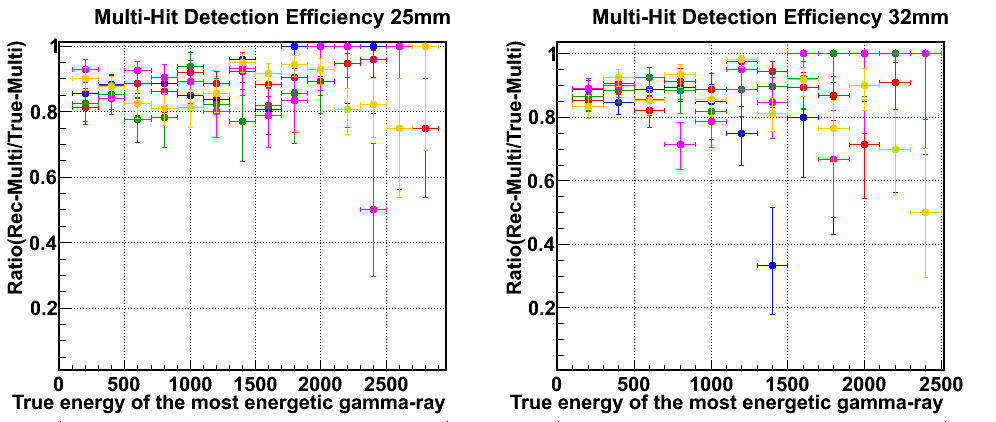 Multi-Hit Detection Efficiency 25mm
Ratio(Rec-Multi/True-Multi)
1
0.8
0.6
0.4
0.2
0 500 1000 1500 2000 2500
True energy of the most energetic gamma-ray
Multi-Hit Detection Efficiency 32mm
Ratio(Rec-Multi/True-Multi)
1
0.8
0.6
0.4
0.2
0 500 1000 1500 2000 2500
True energy of the most energetic gamma-ray